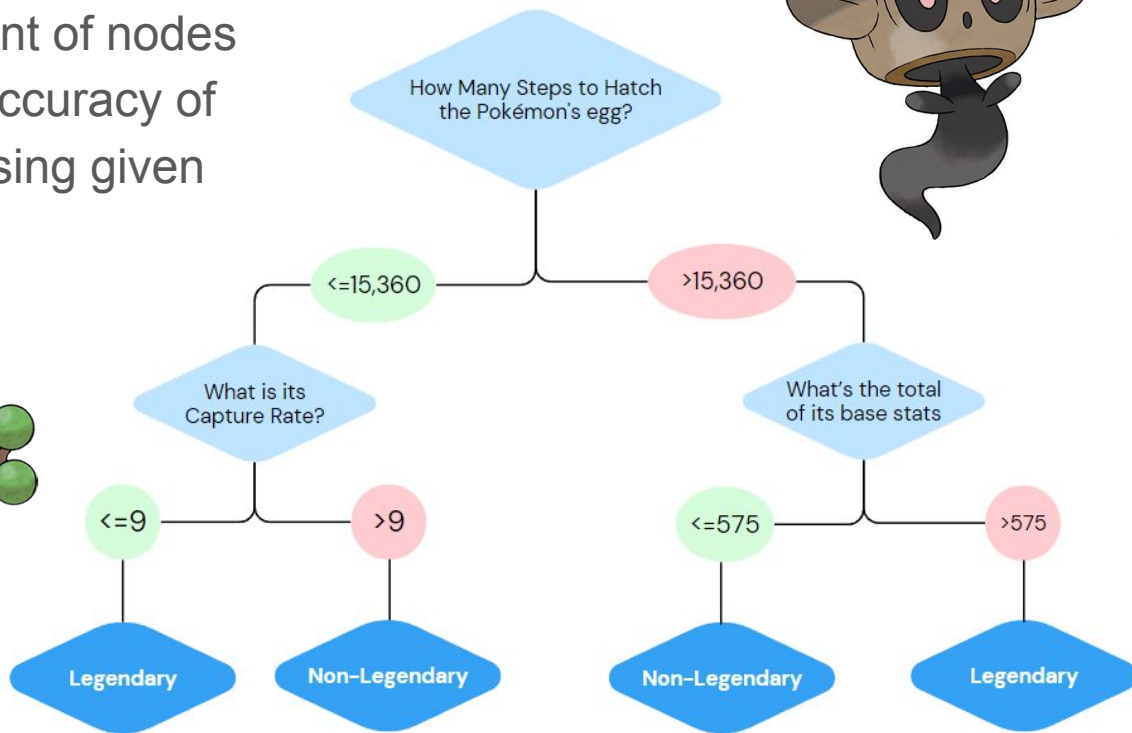 nt of nodes
ccuracy of
sing given
How Many Steps to Hatch
the Pokémon's egg?
<=15,360
>15,360
What is its
Capture Rate?
What's the total
of its base stats
<=9
>9
<=575
>575
Legendary
Non-Legendary
Non-Legendary
Legendary